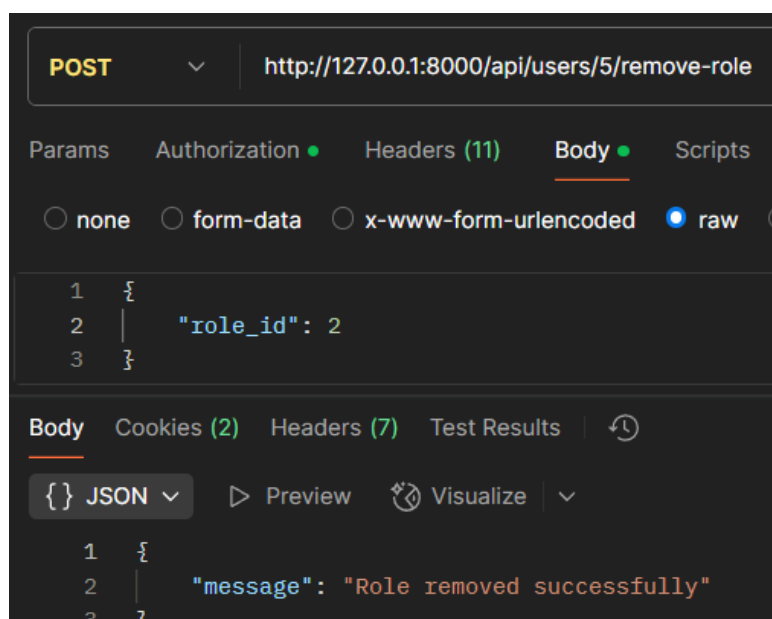 POST http://127.0.0.1:8000/api/users/5/remove-role
Params Authorization Headers (11) Body Scripts
none form-data x-www-form-urlencoded raw
1 {
2 "role_id": 2
3 }
Body Cookies (2) Headers (7) Test Results
{} JSON Preview Visualize
1 {
2 "message": "Role removed successfully"
3 }